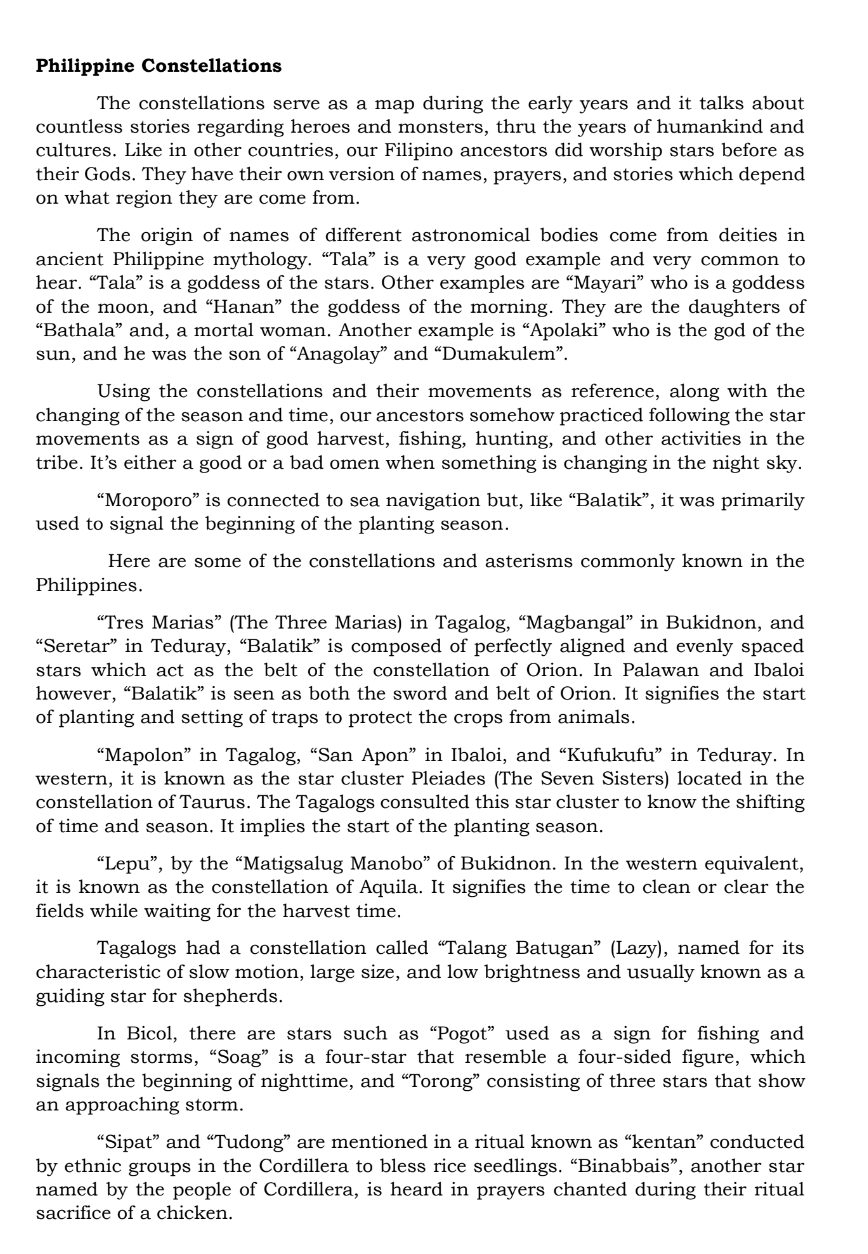 Philippine Constellations
The constellations serve as a map during the early years and it talks about
countless stories regarding heroes and monsters, thru the years of humankind and
cultures. Like in other countries, our Filipino ancestors did worship stars before as
their Gods. They have their own version of names, prayers, and stories which depend
on what region they are come from.
The origin of names of different astronomical bodies come from deities in
ancient Philippine mythology. “Tala” is a very good example and very common to
hear. “Tala” is a goddess of the stars. Other examples are “Mayari” who is a goddess
of the moon, and “Hanan” the goddess of the morning. They are the daughters of
“Bathala” and, a mortal woman. Another example is “Apolaki” who is the god of the
sun, and he was the son of “Anagolay” and “Dumakulem”.
Using the constellations and their movements as reference, along with the
changing of the season and time, our ancestors somehow practiced following the star
movements as a sign of good harvest, fishing, hunting, and other activities in the
tribe. It’s either a good or a bad omen when something is changing in the night sky.
“Moroporo” is connected to sea navigation but, like “Balatik”, it was primarily
used to signal the beginning of the planting season.
Here are some of the constellations and asterisms commonly known in the
Philippines.
“Tres Marias” (The Three Marias) in Tagalog, “Magbangal” in Bukidnon, and
“Seretar” in Teduray, “Balatik” is composed of perfectly aligned and evenly spaced
stars which act as the belt of the constellation of Orion. In Palawan and Ibaloi
however, “Balatik” is seen as both the sword and belt of Orion. It signifies the start
of planting and setting of traps to protect the crops from animals.
“Mapolon” in Tagalog, “San Apon” in Ibaloi, and “Kufukufu” in Teduray. In
western, it is known as the star cluster Pleiades (The Seven Sisters) located in the
constellation of Taurus. The Tagalogs consulted this star cluster to know the shifting
of time and season. It implies the start of the planting season.
“Lepu”, by the “Matigsalug Manobo” of Bukidnon. In the western equivalent,
it is known as the constellation of Aquila. It signifies the time to clean or clear the
fields while waiting for the harvest time.
Tagalogs had a constellation called “Talang Batugan” (Lazy), named for its
characteristic of slow motion, large size, and low brightness and usually known as a
guiding star for shepherds.
In Bicol, there are stars such as “Pogot” used as a sign for fishing and
incoming storms, “Soag” is a four-star that resemble a four-sided figure, which
signals the beginning of nighttime, and “Torong” consisting of three stars that show
an approaching storm.
“Sipat” and “Tudong” are mentioned in a ritual known as “kentan” conducted
by ethnic groups in the Cordillera to bless rice seedlings. “Binabbais”, another star
named by the people of Cordillera, is heard in prayers chanted during their ritual
sacrifice of a chicken.